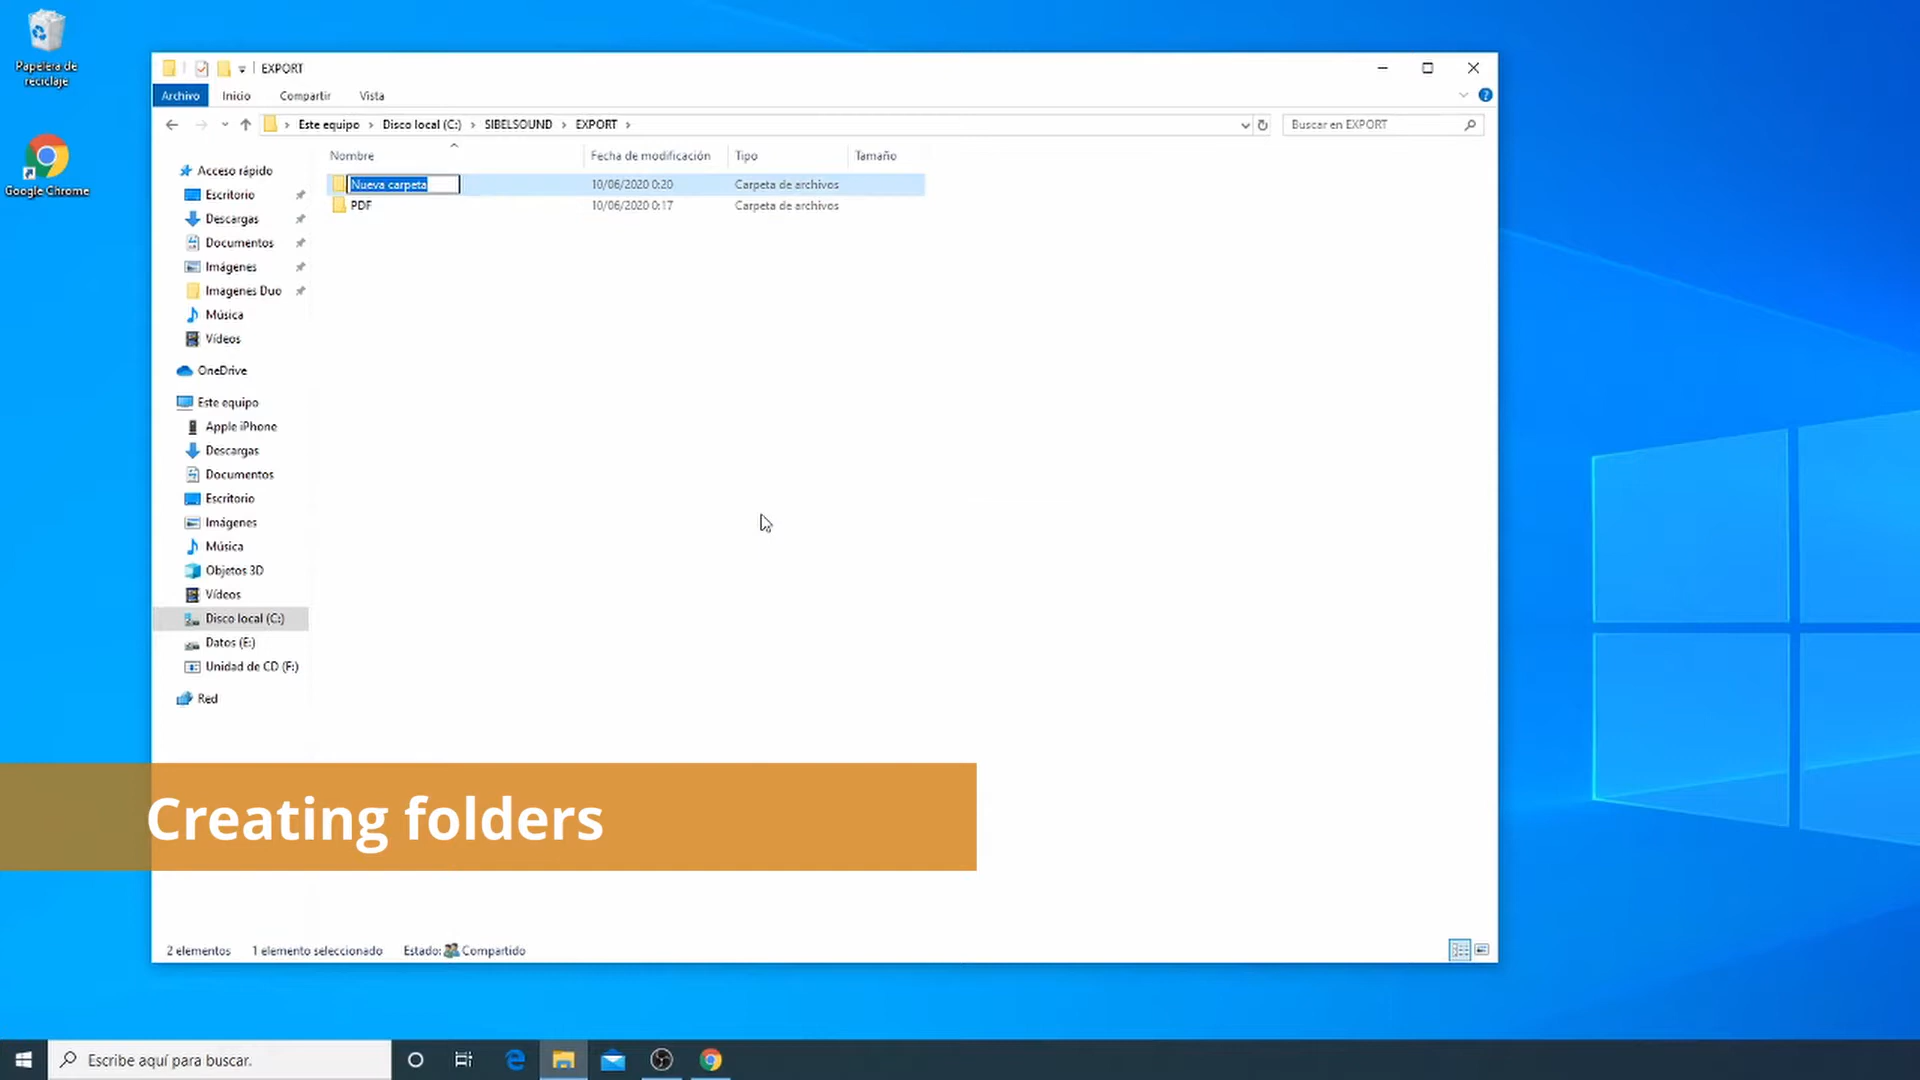 Papelera de
reciclaje
Google Chrome
EXPORT
Archivo Inicio Compartir Vista
Este equipo Disco local (C:) SIBELSOUND EXPORT
Buscar en EXPORT
Nombre Fecha de modificación Tipo Tamaño
Nueva carpeta 10/06/2020 0:20 Carpeta de archivos
PDF 10/06/2020 0:17 Carpeta de archivos
Acceso rápido
Escritorio
Descargas
Documentos
Imágenes
Imagenes Duo
Música
Vídeos
OneDrive
Este equipo
Apple iPhone
Descargas
Documentos
Escritorio
Imágenes
Música
Objetos 3D
Vídeos
Disco local (C:)
Datos (E:)
Unidad de CD (F:)
Red
Creating folders
2 elementos 1 elemento seleccionado Estado: Compartido
Escribe aquí para buscar.